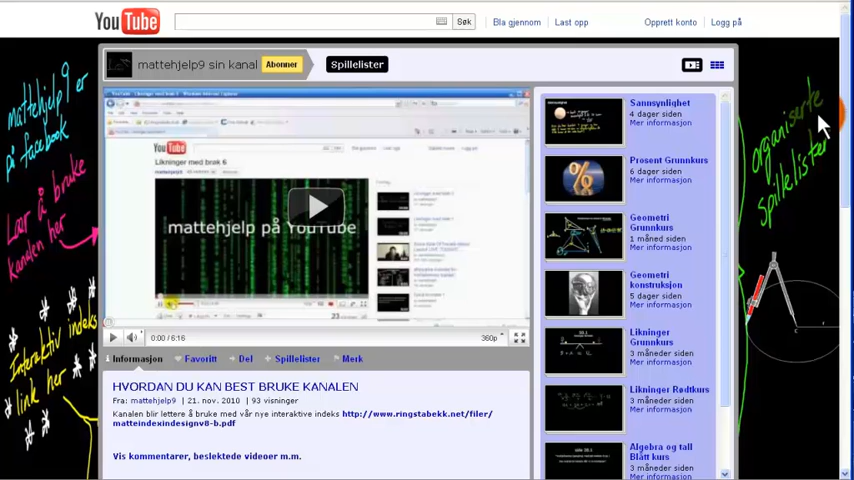 YouTube
Søk
Bla gjennom
Last opp
Opprett konto
Logg på
mattehjelp9 sin kanal
Abonner
Spillelister
mattehjelp9 er
på facebook
Lær å bruke
kanalen her
Interaktiv indeks
link her
YouTube
Likninger med brøk 6
mattehjelp på YouTube
0:00 / 6:16
360p
Informasjon
Favoritt
Del
Spillelister
Merk
HVORDAN DU KAN BEST BRUKE KANALEN
Fra: mattehjelp9 | 21. nov. 2010 | 93 visninger
Kanalen blir lettere å bruke med vår nye interaktive indeks http://www.ringstabekk.net/filer/
matteindexindesignv8-b.pdf
Vis kommentarer, beslektede videoer m.m.
Sannsynlighet
4 dager siden
Mer informasjon
Prosent Grunnkurs
6 dager siden
Mer informasjon
Geometri
Grunnkurs
1 måned siden
Mer informasjon
Geometri
konstruksjon
5 dager siden
Mer informasjon
Likninger
Grunnkurs
3 måneder siden
Mer informasjon
Likninger Rødtkurs
3 måneder siden
Mer informasjon
Algebra og tall
Blått kurs
3 måneder siden
organiserte
spillelister